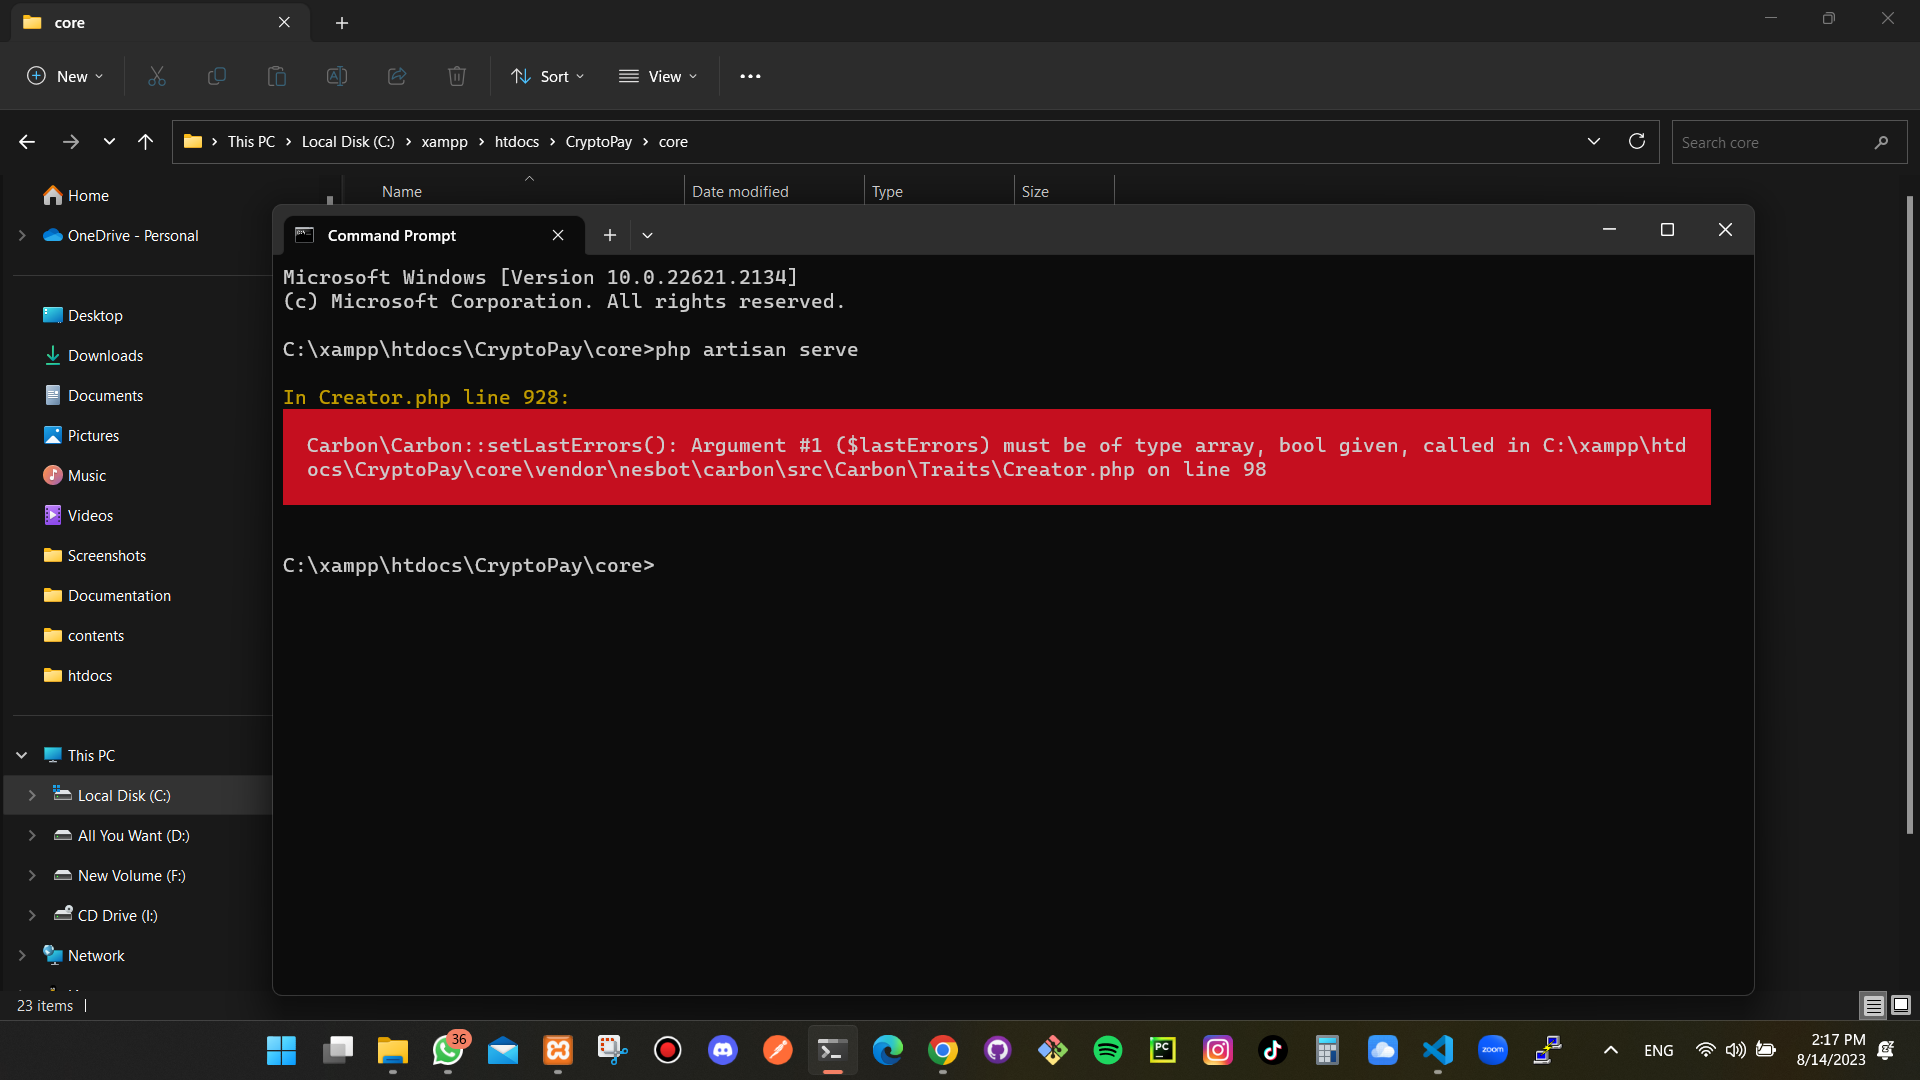 core
New
Sort
View
This PC
Local Disk (C:)
xampp
htdocs
CryptoPay
core
Search core
Home
OneDrive - Personal
Desktop
Downloads
Documents
Pictures
Music
Videos
Screenshots
Documentation
contents
htdocs
This PC
Local Disk (C:)
All You Want (D:)
New Volume (F:)
CD Drive (I:)
Network
23 items
Name
Date modified
Type
Size
Command Prompt
Microsoft Windows [Version 10.0.22621.2134]
(c) Microsoft Corporation. All rights reserved.
C:\xampp\htdocs\CryptoPay\core>php artisan serve
In Creator.php line 928:
Carbon\Carbon::setLastErrors(): Argument #1 ($lastErrors) must be of type array, bool given, called in C:\xampp\htd
ocs\CryptoPay\core\vendor\nesbot\carbon\src\Carbon\Traits\Creator.php on line 98
C:\xampp\htdocs\CryptoPay\core>
36
PC
zoom
ENG
2:17 PM
8/14/2023